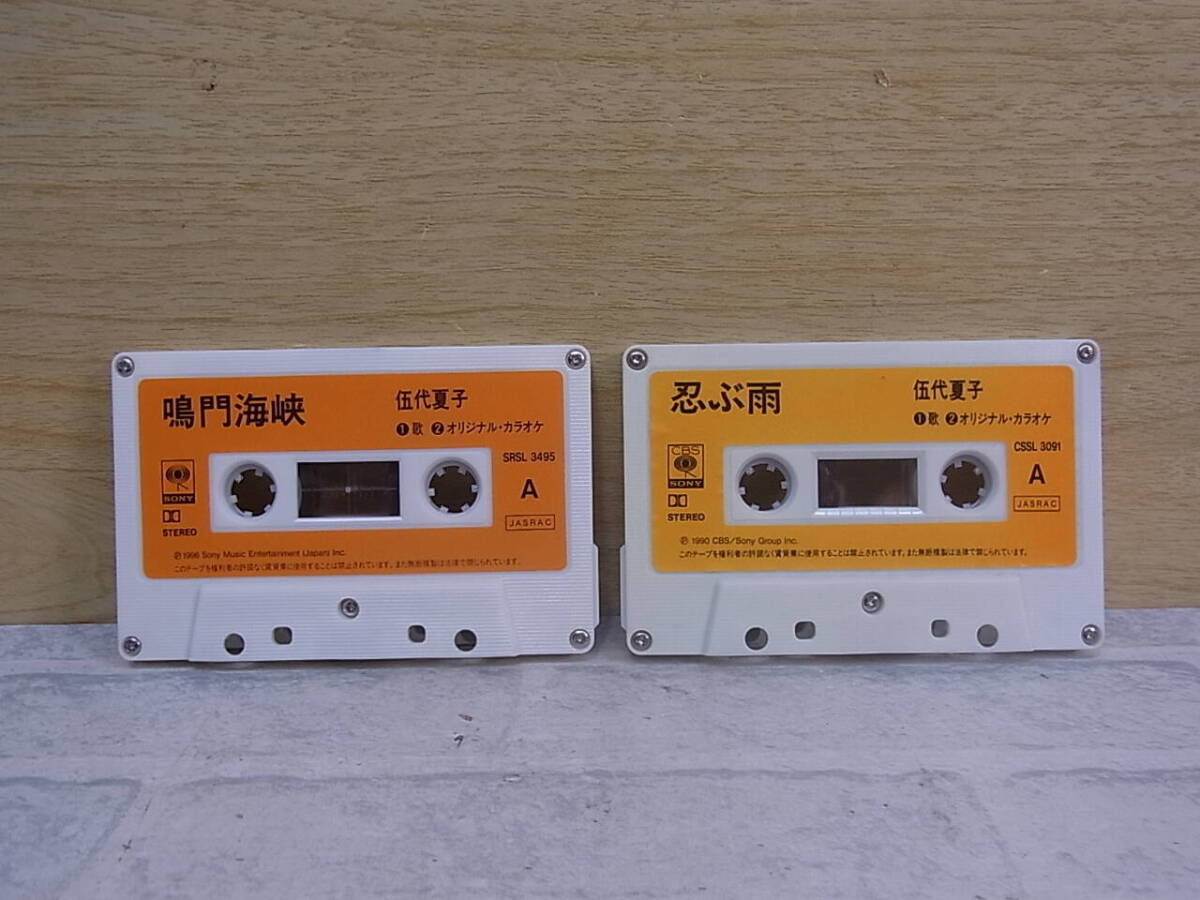 鳴門海峡
伍代夏子
❶歌 ❷オリジナル・カラオケ
SRSL 3495
A
SONY
STEREO
JASRAC
Ⓟ 1996 Sony Music Entertainment (Japan) Inc.
このテープを権利者の許諾なく賃貸業に使用することは禁止されています。また無断複製は法律で禁じられています。
忍ぶ雨
伍代夏子
❶歌 ❷オリジナル・カラオケ
CSSL 3091
A
CBS
SONY
STEREO
JASRAC
Ⓟ 1990 CBS/Sony Group Inc.
このテープを権利者の許諾なく賃貸業に使用することは禁止されています。また無断複製は法律で禁じられています。